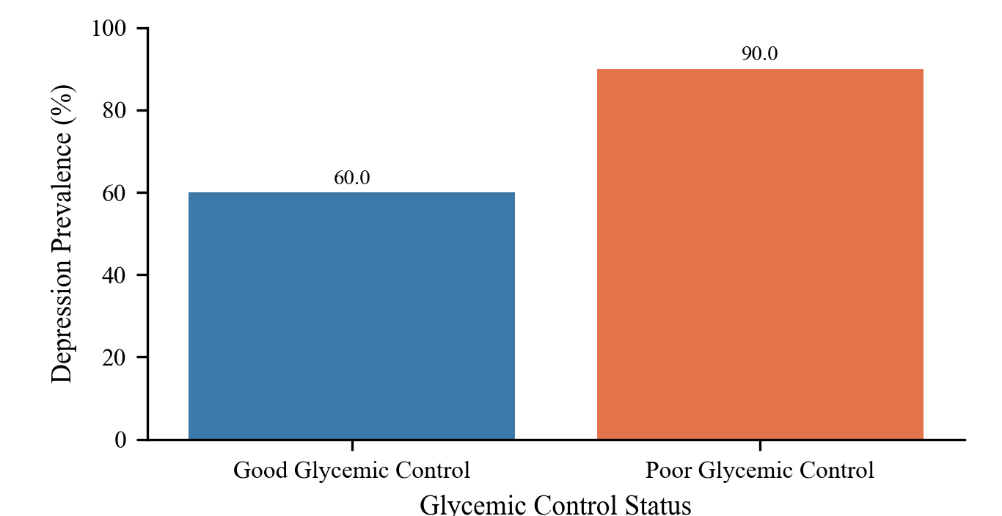 Depression Prevalence (%)
100
80
60
40
20
0
60.0
90.0
Good Glycemic Control
Poor Glycemic Control
Glycemic Control Status